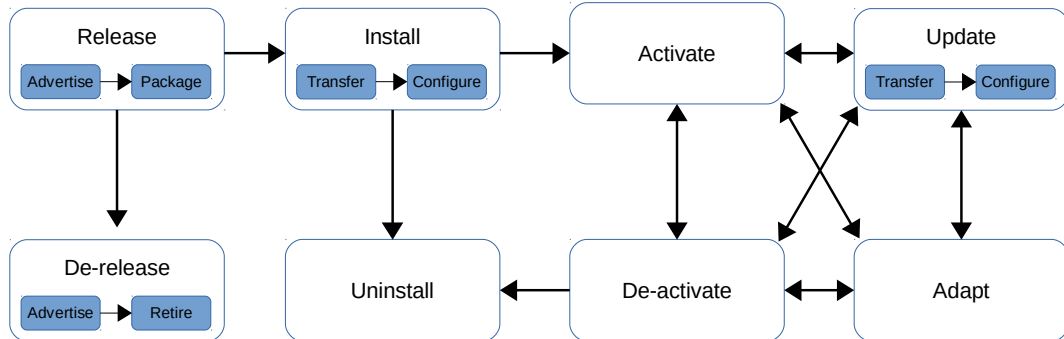 Release
Advertise
Package
Install
Transfer
Configure
Activate
Update
Transfer
Configure
De-release
Advertise
Retire
Uninstall
De-activate
Adapt